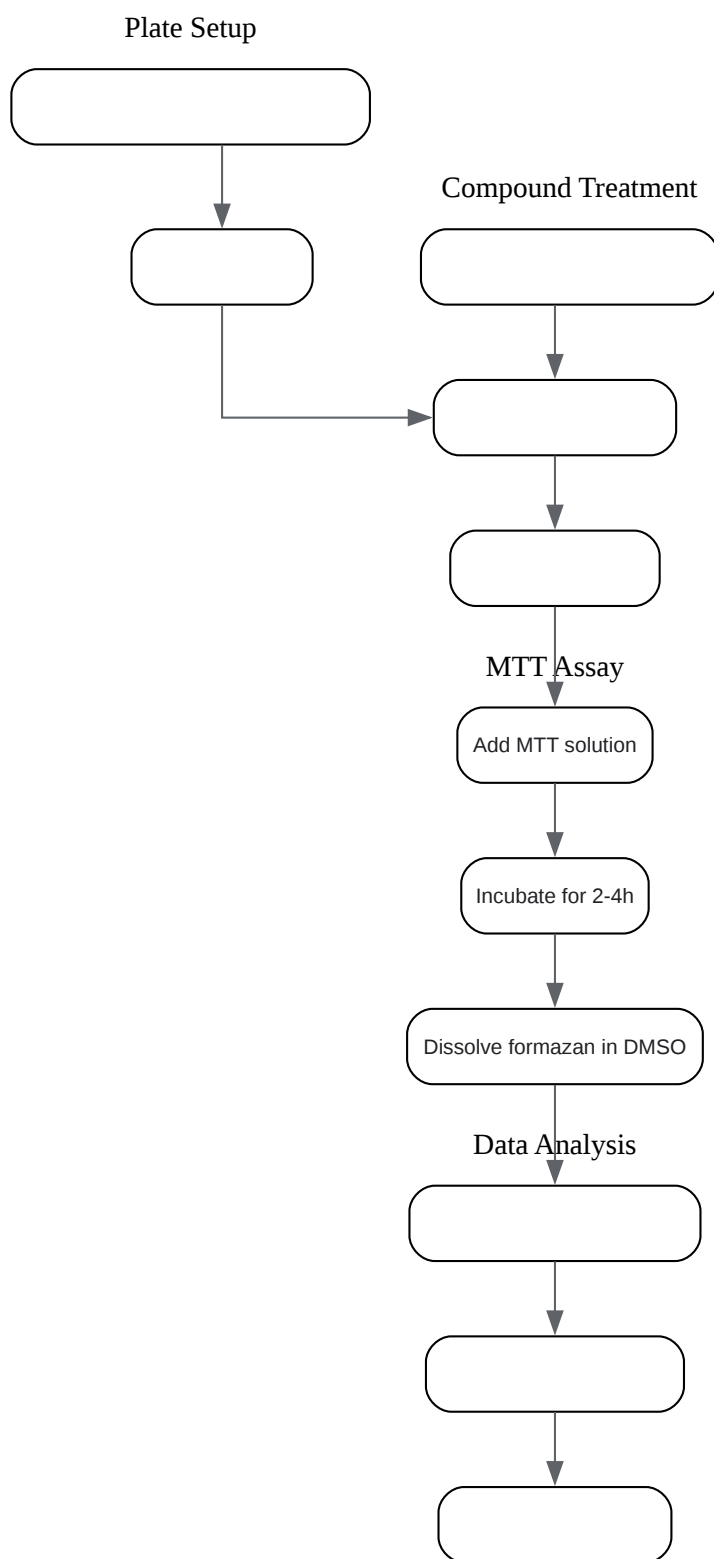 Plate Setup
Compound Treatment
MTT Assay
Add MTT solution
Incubate for 2-4h
Dissolve formazan in DMSO
Data Analysis